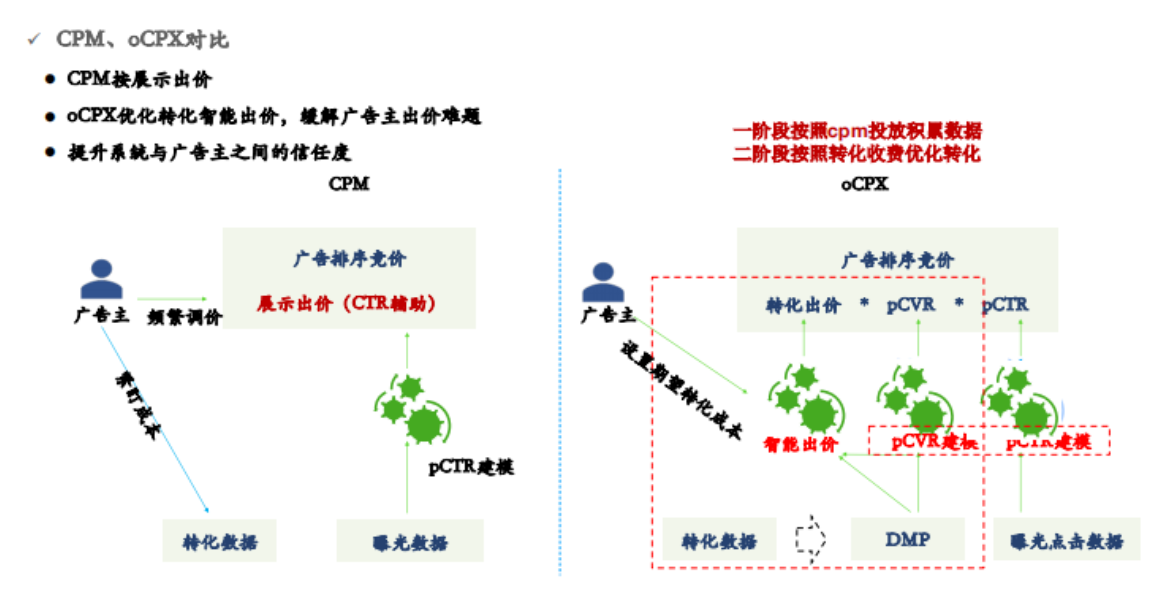 CPM、oCPX对比
CPM按展示出价
oCPX优化转化智能出价，缓解广告主出价难题
提升系统与广告主之间的信任度
一阶段按照cpm投放积累数据
二阶段按照转化收费优化转化
CPM
oCPX
广告排序竞价
展示出价（CTR辅助）
广告主
频繁调价
紧盯成本
pCTR建模
转化数据
曝光数据
广告排序竞价
转化出价 * pCVR * pCTR
广告主
设置期望转化成本
智能出价
pCVR建模
pCTR建模
转化数据
DMP
曝光点击数据